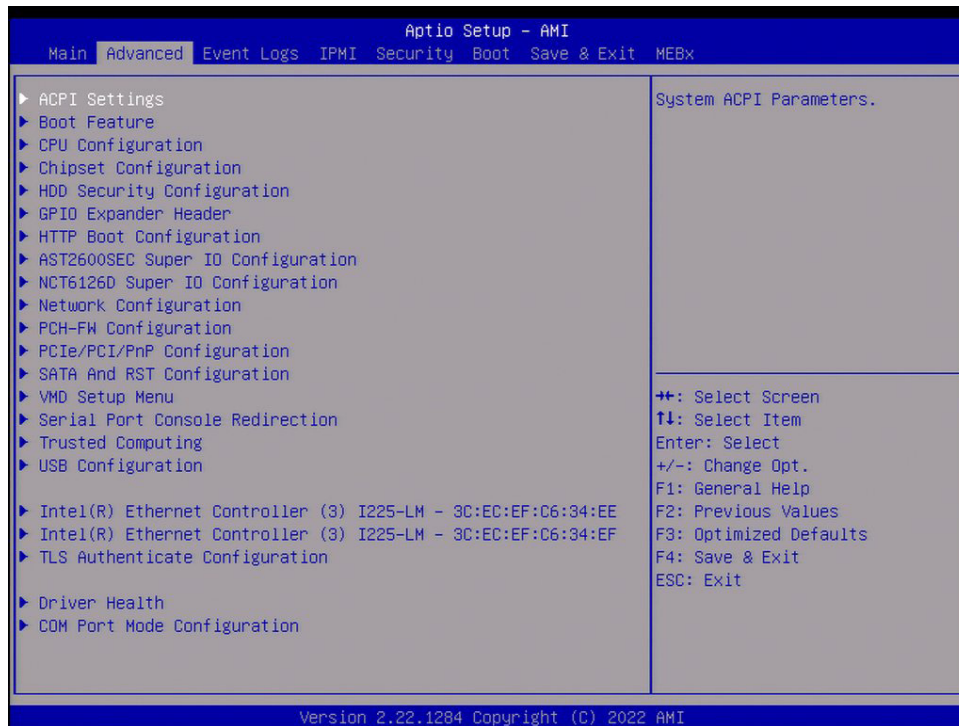 Aptio Setup - AMI
Main Advanced Event Logs IPMI Security Boot Save & Exit MEBx
ACPI Settings
Boot Feature
CPU Configuration
Chipset Configuration
HDD Security Configuration
GPIO Expander Header
HTTP Boot Configuration
AST2600SEC Super IO Configuration
NCT6126D Super IO Configuration
Network Configuration
PCH-FW Configuration
PCIe/PCI/PnP Configuration
SATA And RST Configuration
VMD Setup Menu
Serial Port Console Redirection
Trusted Computing
USB Configuration
Intel(R) Ethernet Controller (3) I225-LM - 3C:EC:EF:C6:34:EE
Intel(R) Ethernet Controller (3) I225-LM - 3C:EC:EF:C6:34:EF
TLS Authenticate Configuration
Driver Health
COM Port Mode Configuration
System ACPI Parameters.
→←: Select Screen
↑↓: Select Item
Enter: Select
+/-: Change Opt.
F1: General Help
F2: Previous Values
F3: Optimized Defaults
F4: Save & Exit
ESC: Exit
Version 2.22.1284 Copyright (C) 2022 AMI